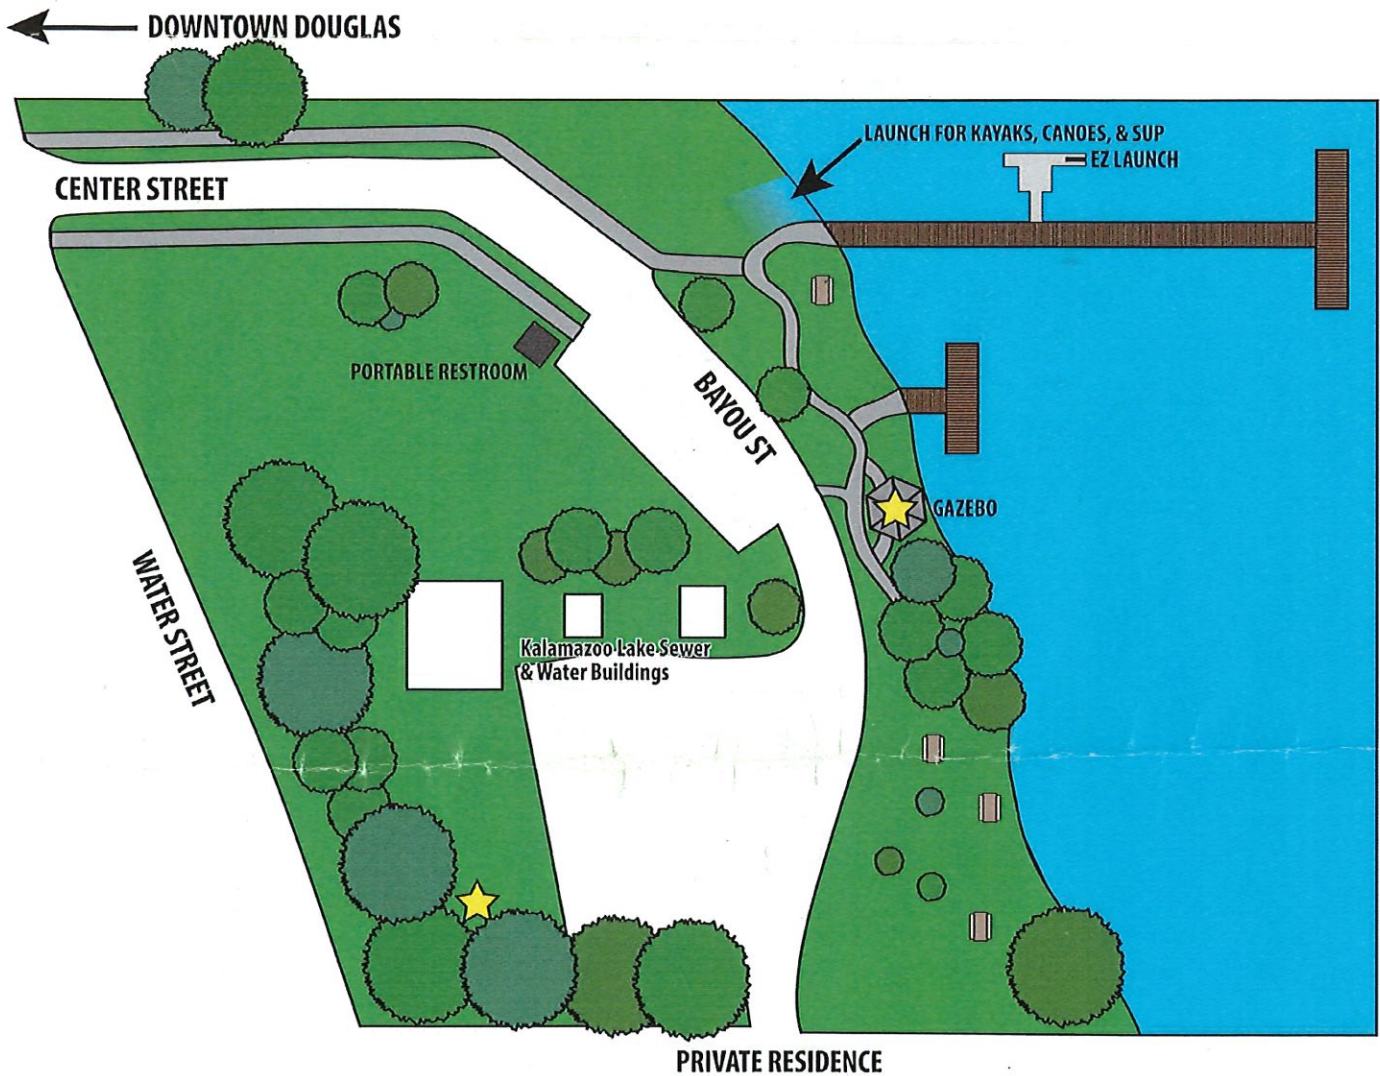 DOWNTOWN DOUGLAS
LAUNCH FOR KAYAKS, CANOES, & SUP
EZ LAUNCH
CENTER STREET
PORTABLE RESTROOM
BAYOU ST
GAZEBO
WATER STREET
Kalamazoo Lake Sewer
& Water Buildings
PRIVATE RESIDENCE